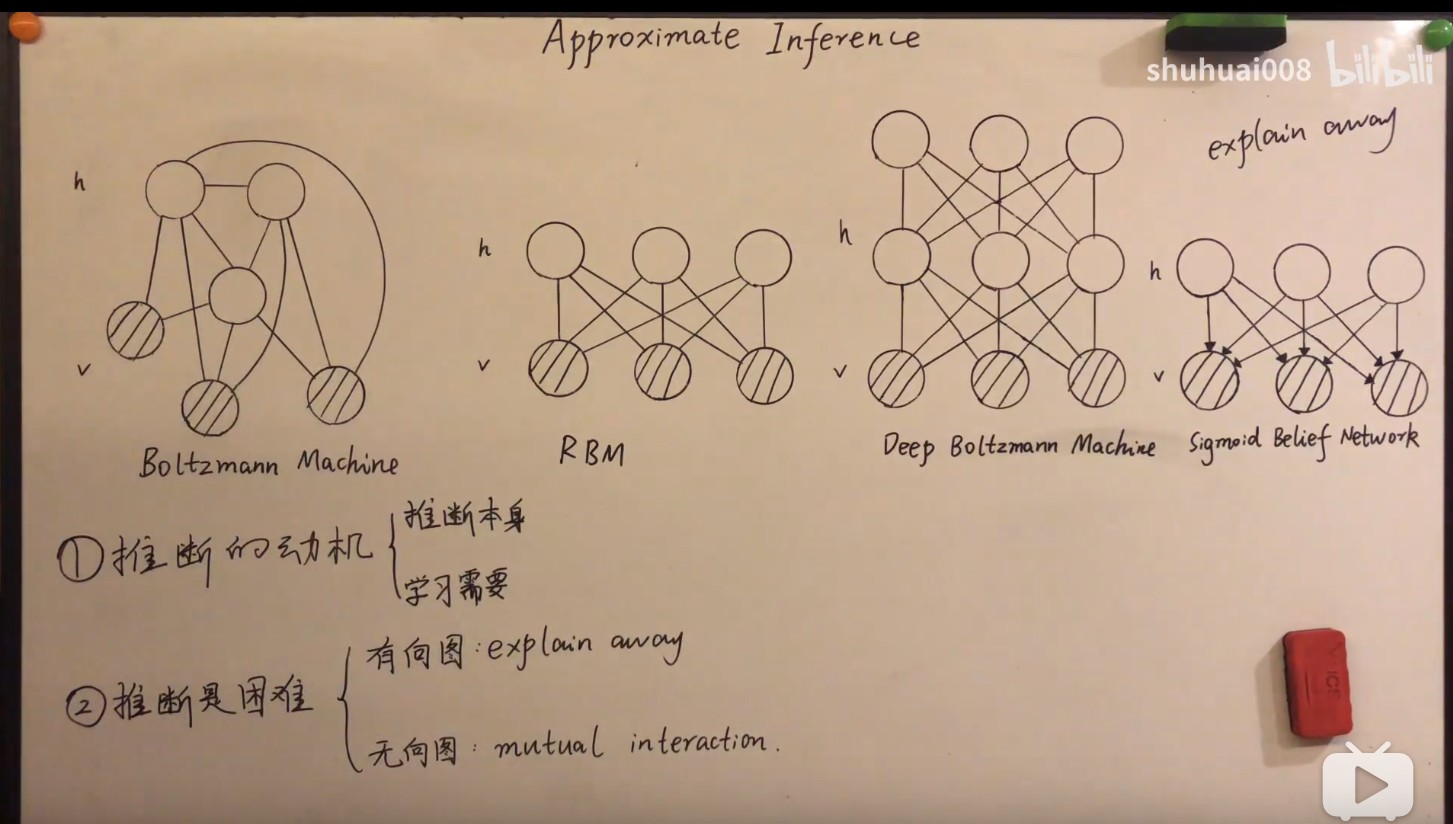 Approximate Inference
shuhuai008 bilibili
explain away
h
h
h
h
v
v
v
v
Boltzmann Machine
RBM
Deep Boltzmann Machine
Sigmoid Belief Network
①推断的动机
推断本身
学习需要
②推断是困难
有向图:explain away
无向图:mutual interaction.